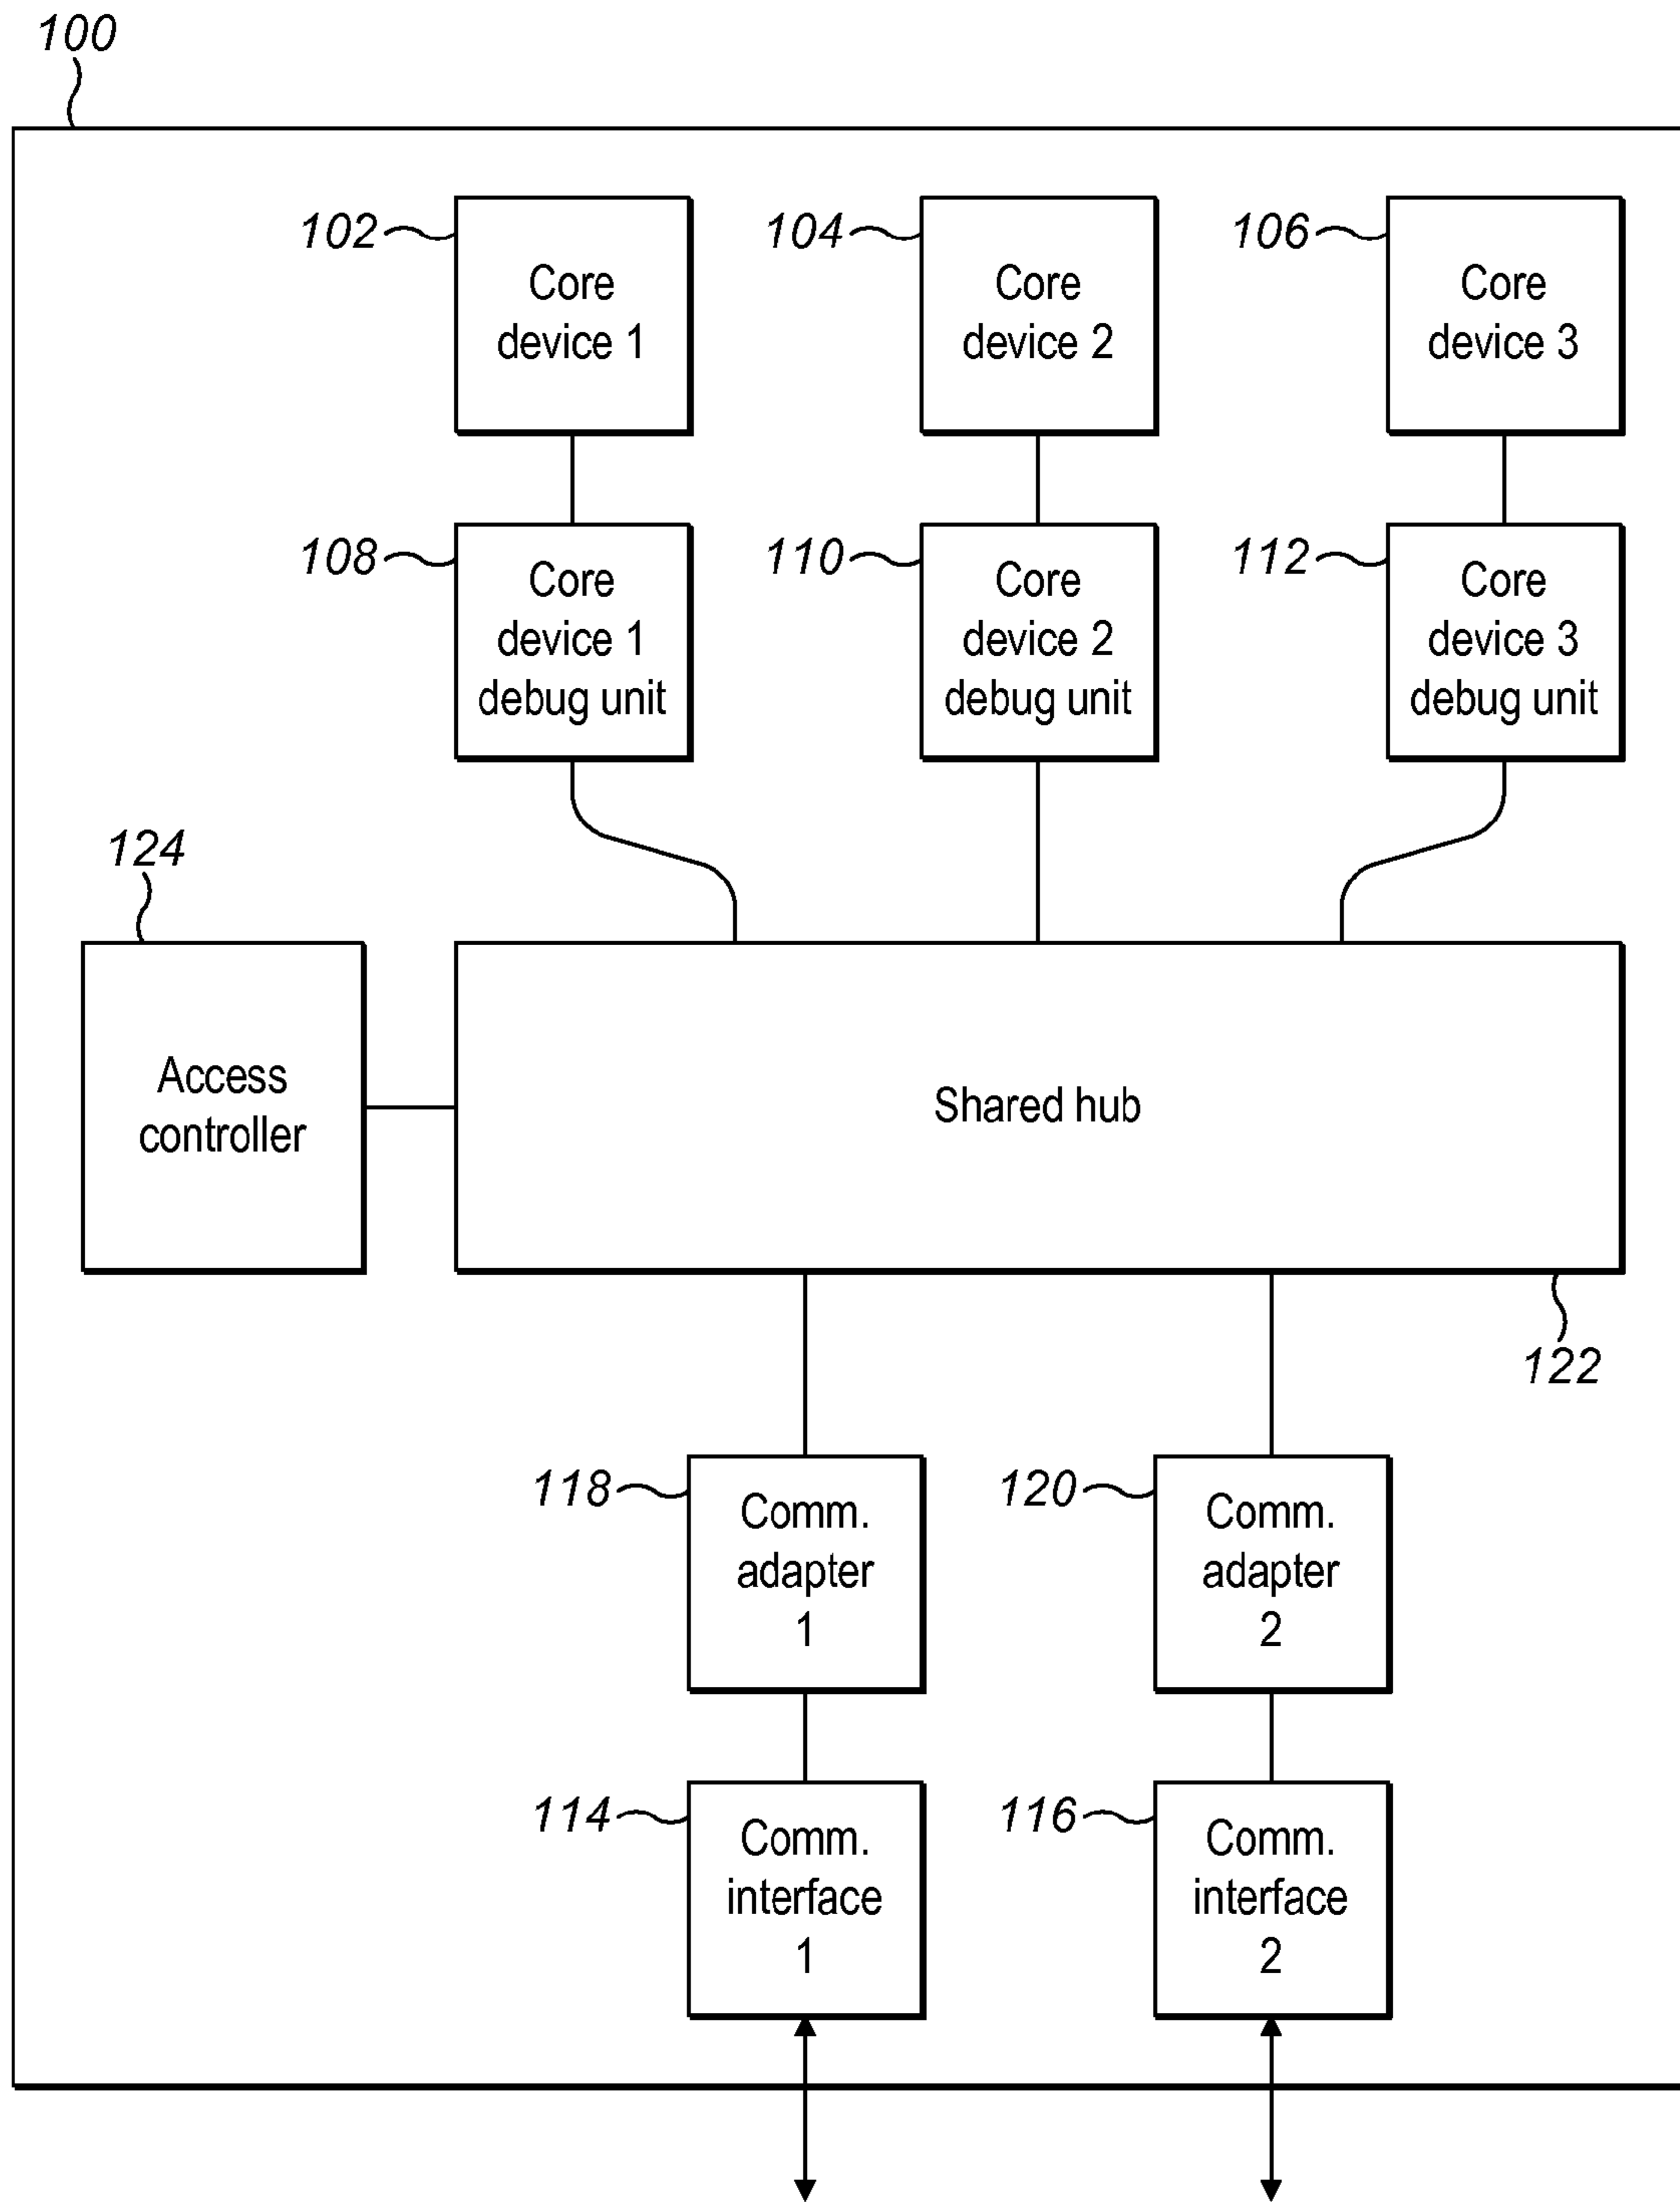 100
102
Core
device 1
104
Core
device 2
106
Core
device 3
108
Core
device 1
debug unit
110
Core
device 2
debug unit
112
Core
device 3
debug unit
124
Access
controller
Shared hub
122
118
Comm.
adapter
1
120
Comm.
adapter
2
114
Comm.
interface
1
116
Comm.
interface
2